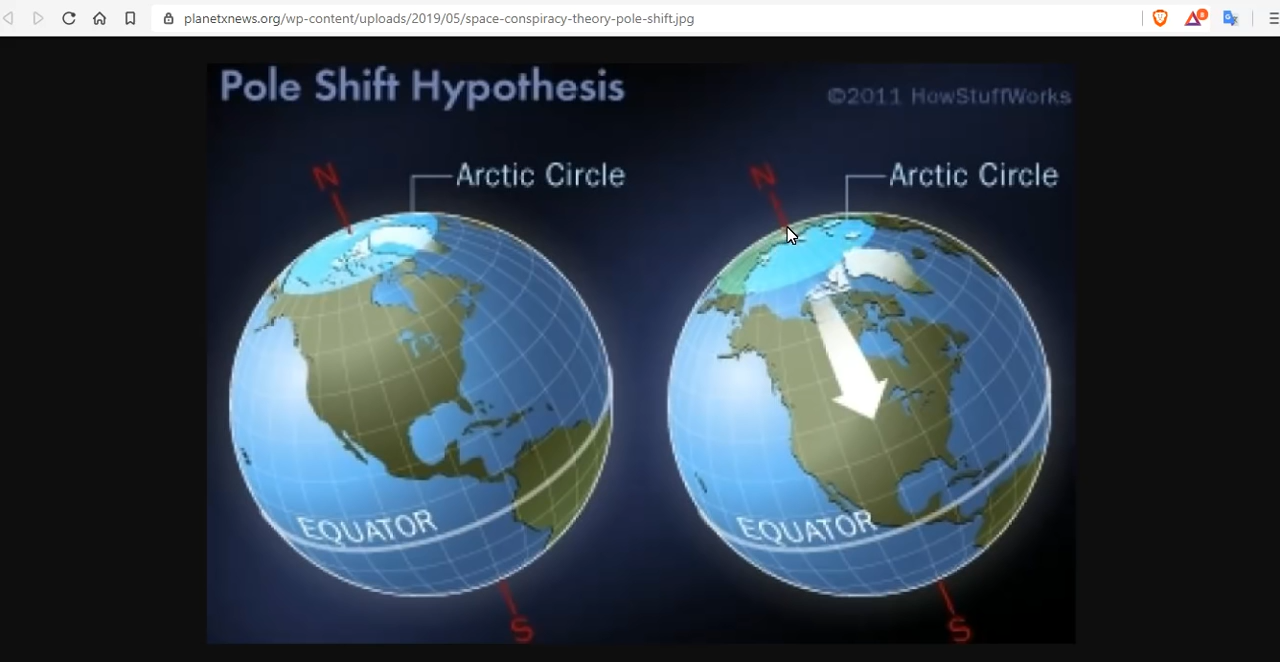 planetxnews.org/wp-content/uploads/2019/05/space-conspiracy-theory-pole-shift.jpg
Pole Shift Hypothesis
©2011 HowStuffWorks
N
Arctic Circle
N
Arctic Circle
EQUATOR
EQUATOR
S
S